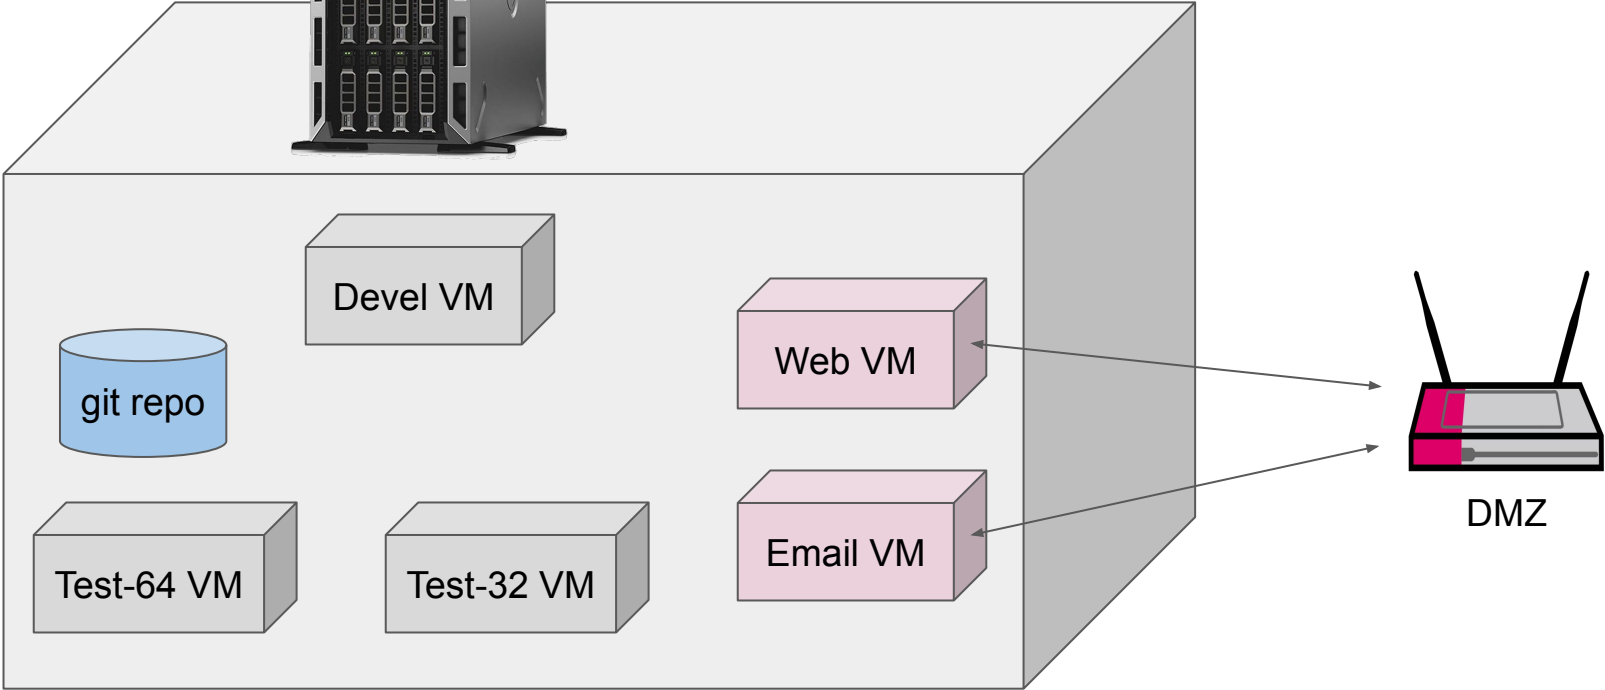 Devel VM
Web VM
git repo
DMZ
Email VM
Test-64 VM
Test-32 VM